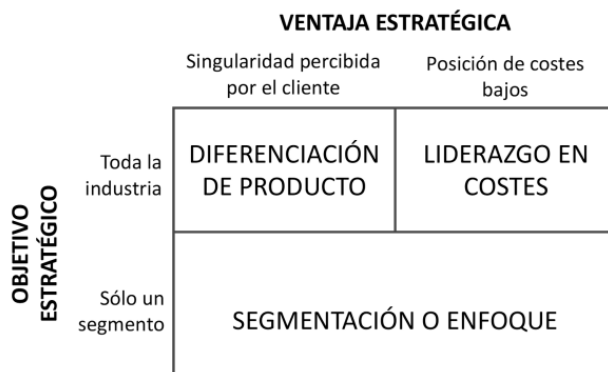 VENTAJA ESTRATÉGICA
Singularidad percibida
por el cliente
Posición de costes
bajos
OBJETIVO
ESTRATÉGICO
Toda la
industria
DIFERENCIACIÓN
DE PRODUCTO
LIDERAZGO EN
COSTES
Sólo un
segmento
SEGMENTACIÓN O ENFOQUE